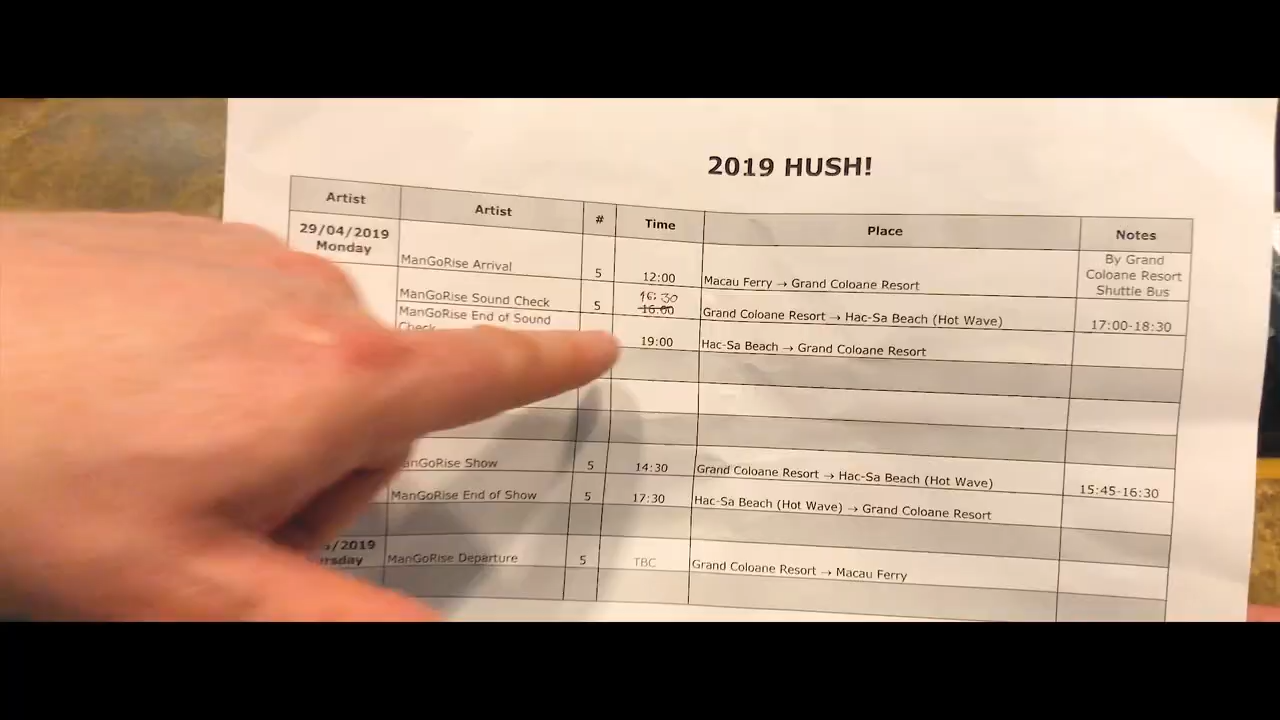 2019 HUSH!
Artist Artist # Time Place Notes
29/04/2019
Monday
ManGoRise Arrival 5 12:00 Macau Ferry → Grand Coloane Resort
By Grand
Coloane Resort
Shuttle Bus
16:30
ManGoRise Sound Check 5 16:00 Grand Coloane Resort → Hac-Sa Beach (Hot Wave) 17:00-18:30
ManGoRise End of Sound
Check
19:00 Hac-Sa Beach → Grand Coloane Resort
ManGoRise Show 5 14:30 Grand Coloane Resort → Hac-Sa Beach (Hot Wave) 15:45-16:30
ManGoRise End of Show 5 17:30 Hac-Sa Beach (Hot Wave) → Grand Coloane Resort
/2019
ManGoRise Departure 5 TBC Grand Coloane Resort → Macau Ferry